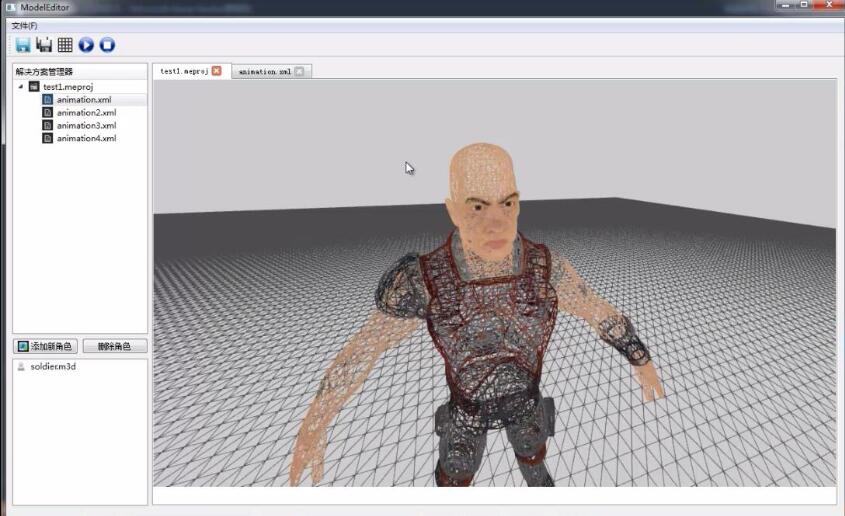 ModelEditor
文件(F)
解决方案管理器
test1.meproj
animation.xml
animation2.xml
animation3.xml
animation4.xml
test1.meproj
animation.xml
添加新角色
删除角色
soldier.m3d